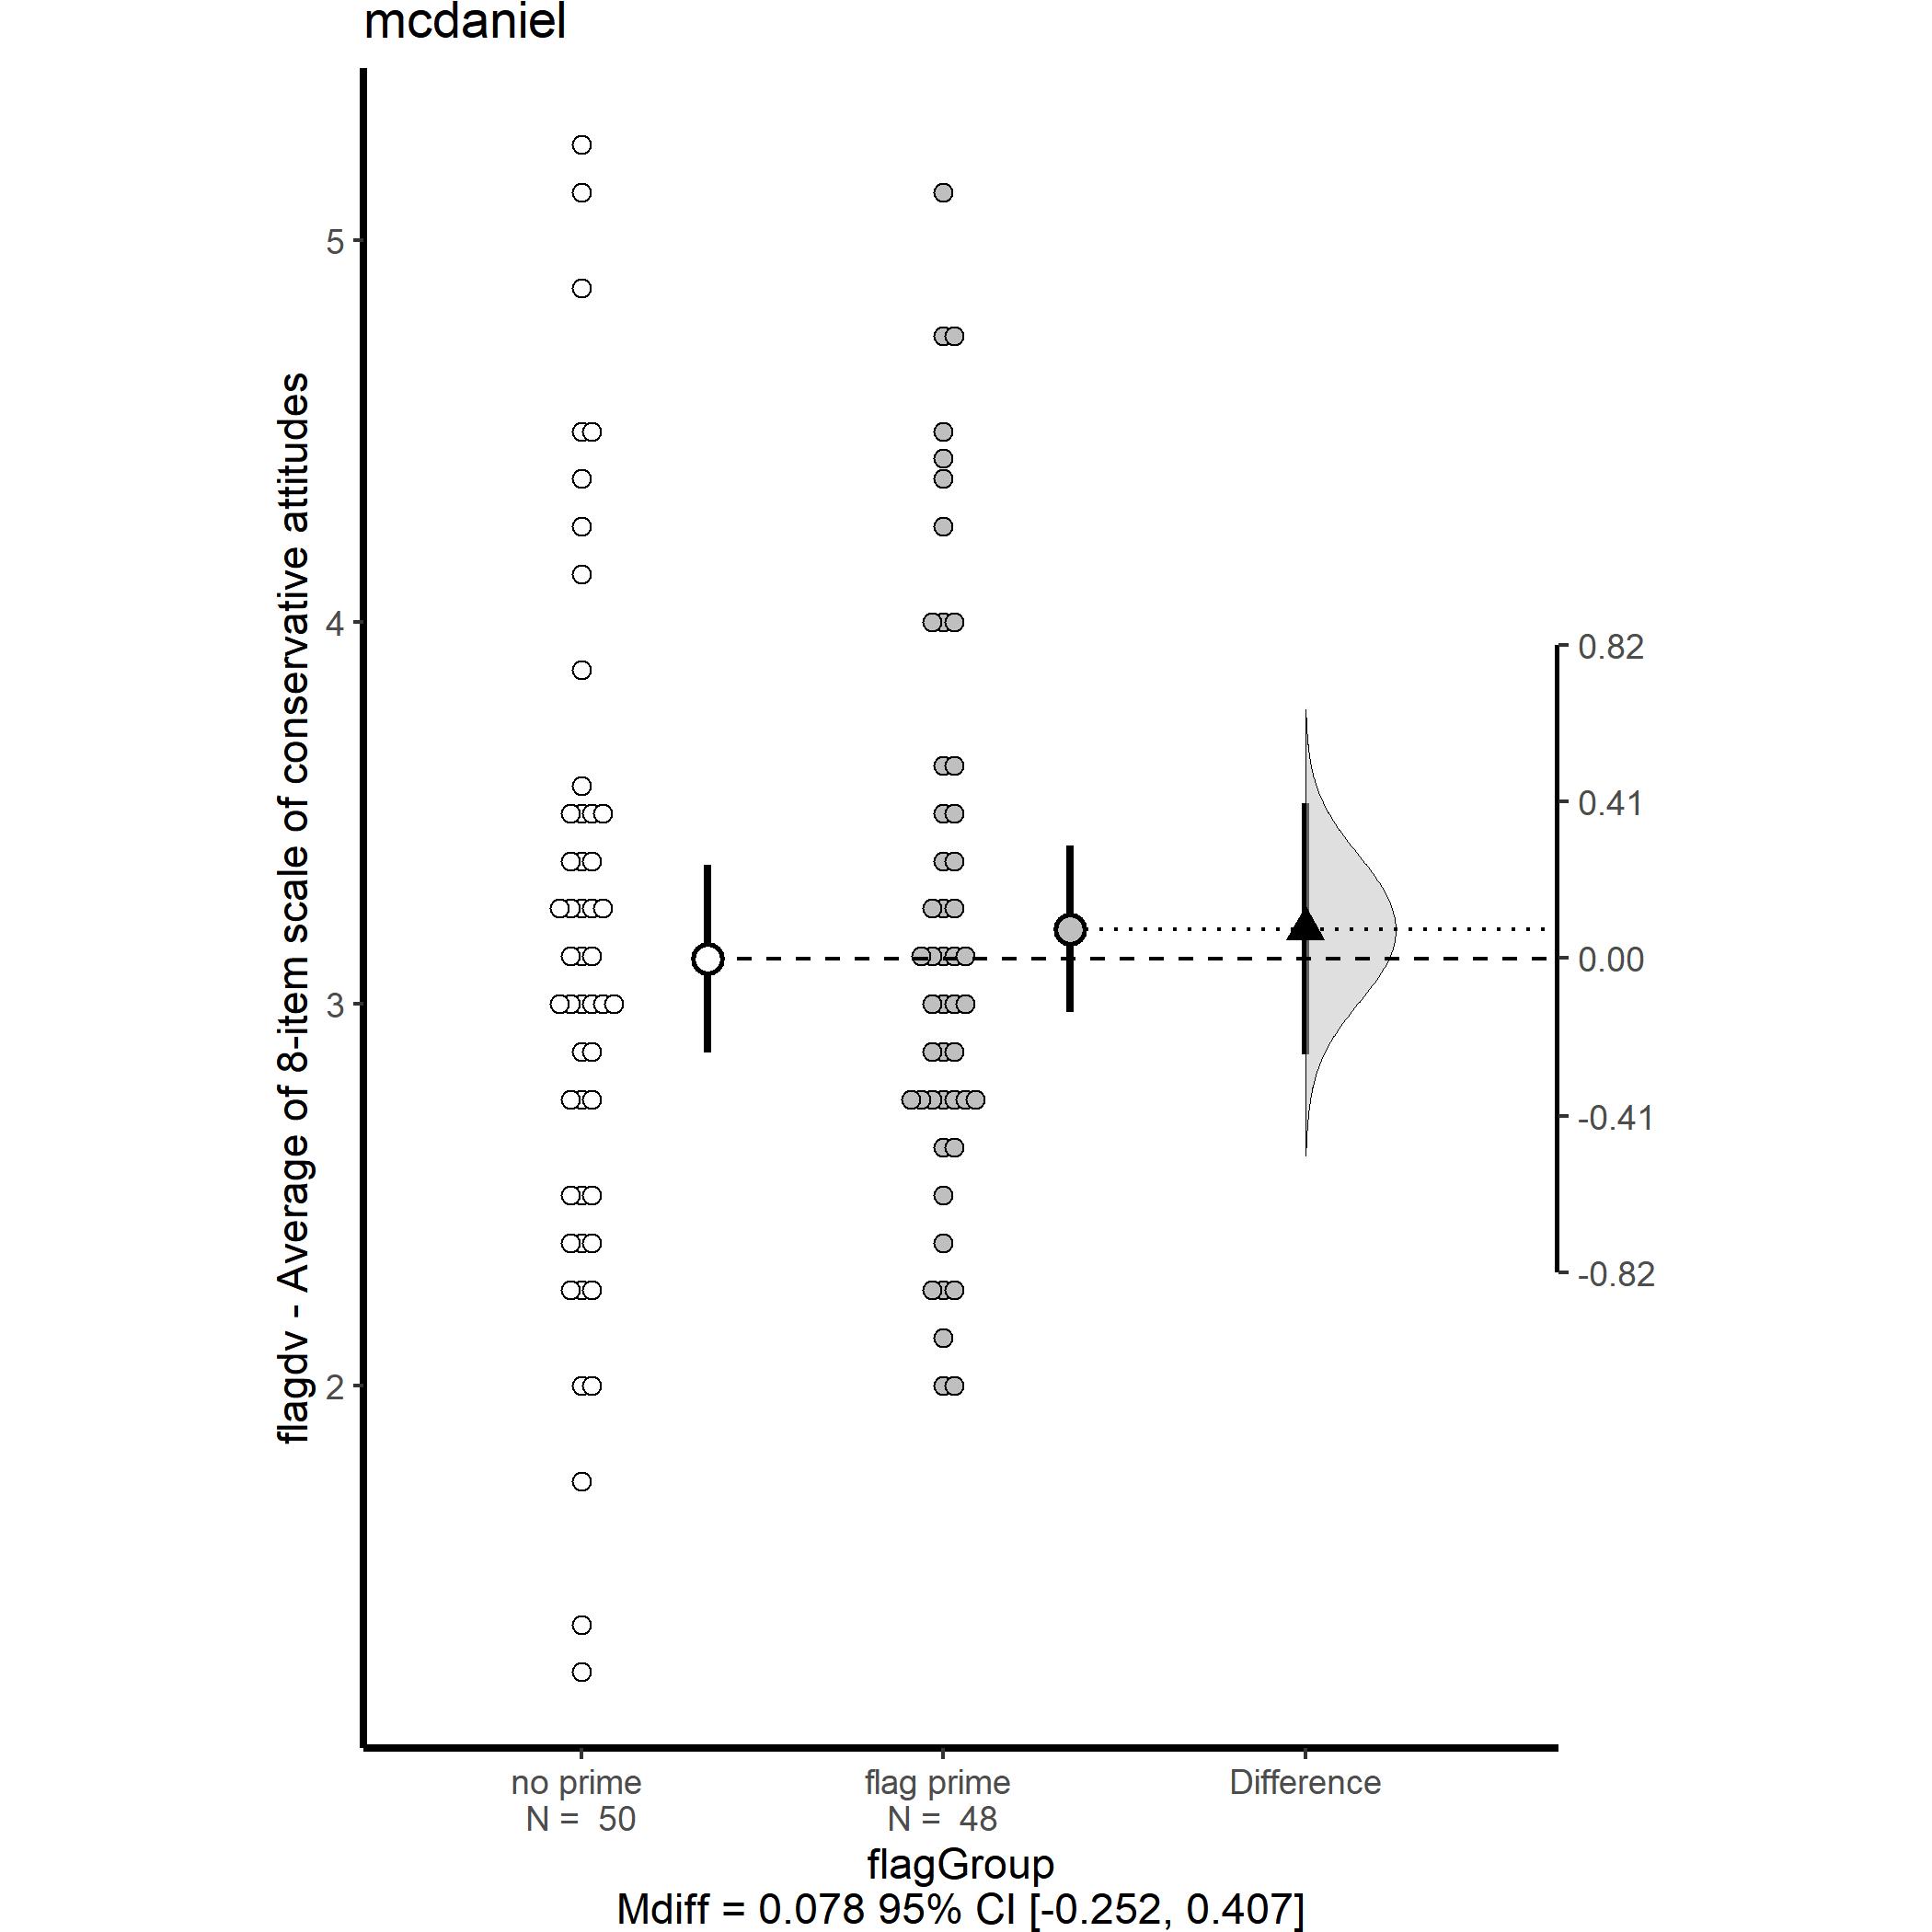 mcdaniel
flagdv - Average of 8-item scale of conservative attitudes
5
4
3
2
0.82
0.41
0.00
-0.41
-0.82
no prime
N =  50
flag prime
N =  48
Difference
flagGroup
Mdiff = 0.078 95% CI [-0.252, 0.407]